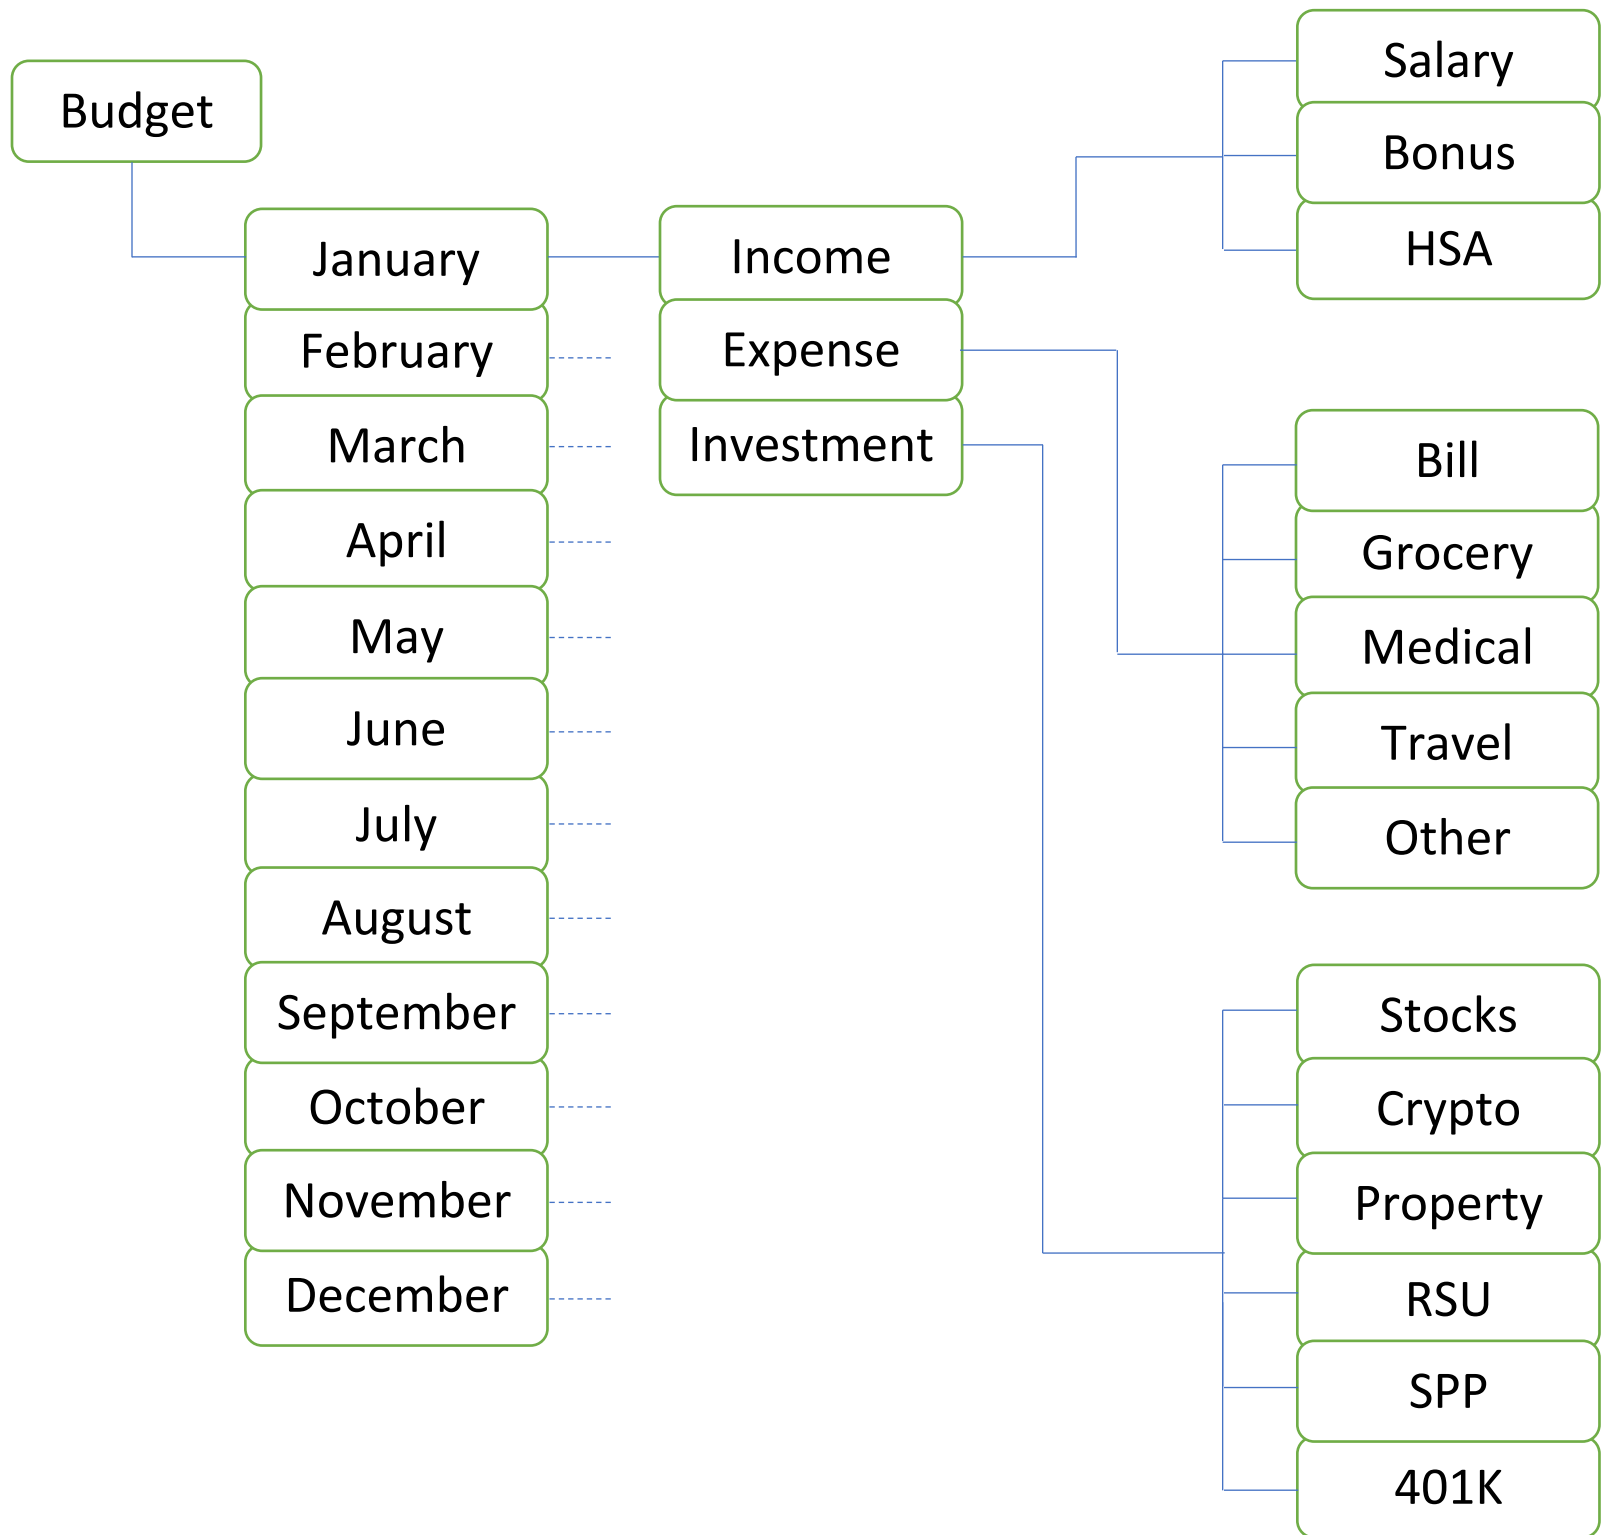 Budget
January
February
March
April
May
June
July
August
September
October
November
December
Income
Expense
Investment
Salary
Bonus
HSA
Bill
Grocery
Medical
Travel
Other
Stocks
Crypto
Property
RSU
SPP
401K